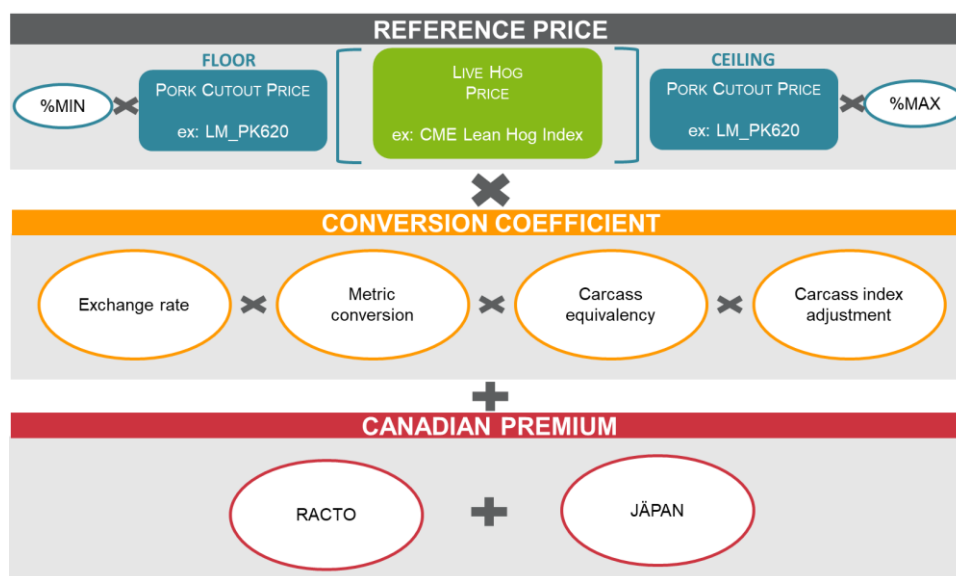 REFERENCE PRICE
FLOOR
CEILING
%MIN
PORK CUTOUT PRICE
ex: LM_PK620
LIVE HOG
PRICE
ex: CME Lean Hog Index
PORK CUTOUT PRICE
ex: LM_PK620
%MAX
CONVERSION COEFFICIENT
Exchange rate
Metric
conversion
Carcass
equivalency
Carcass index
adjustment
CANADIAN PREMIUM
RACTO
JÄPAN